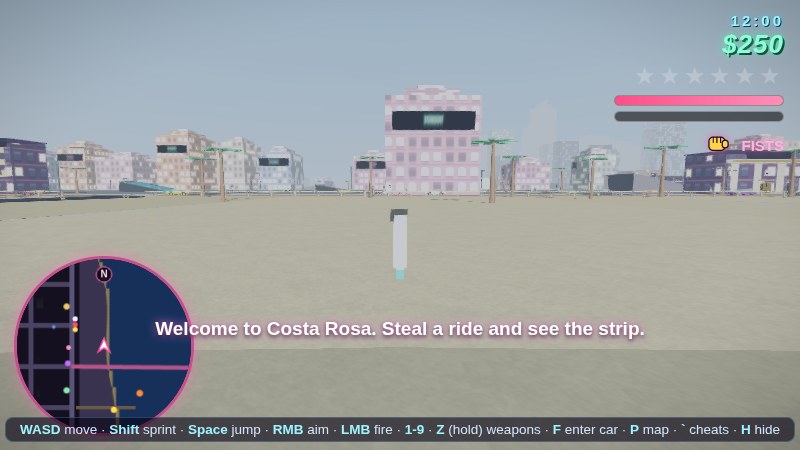 12:00
$250
FISTS
N
Welcome to Costa Rosa. Steal a ride and see the strip.
WASD move · Shift sprint · Space jump · RMB aim · LMB fire · 1-9 · Z (hold) weapons · F enter car · P map · ` cheats · H hide